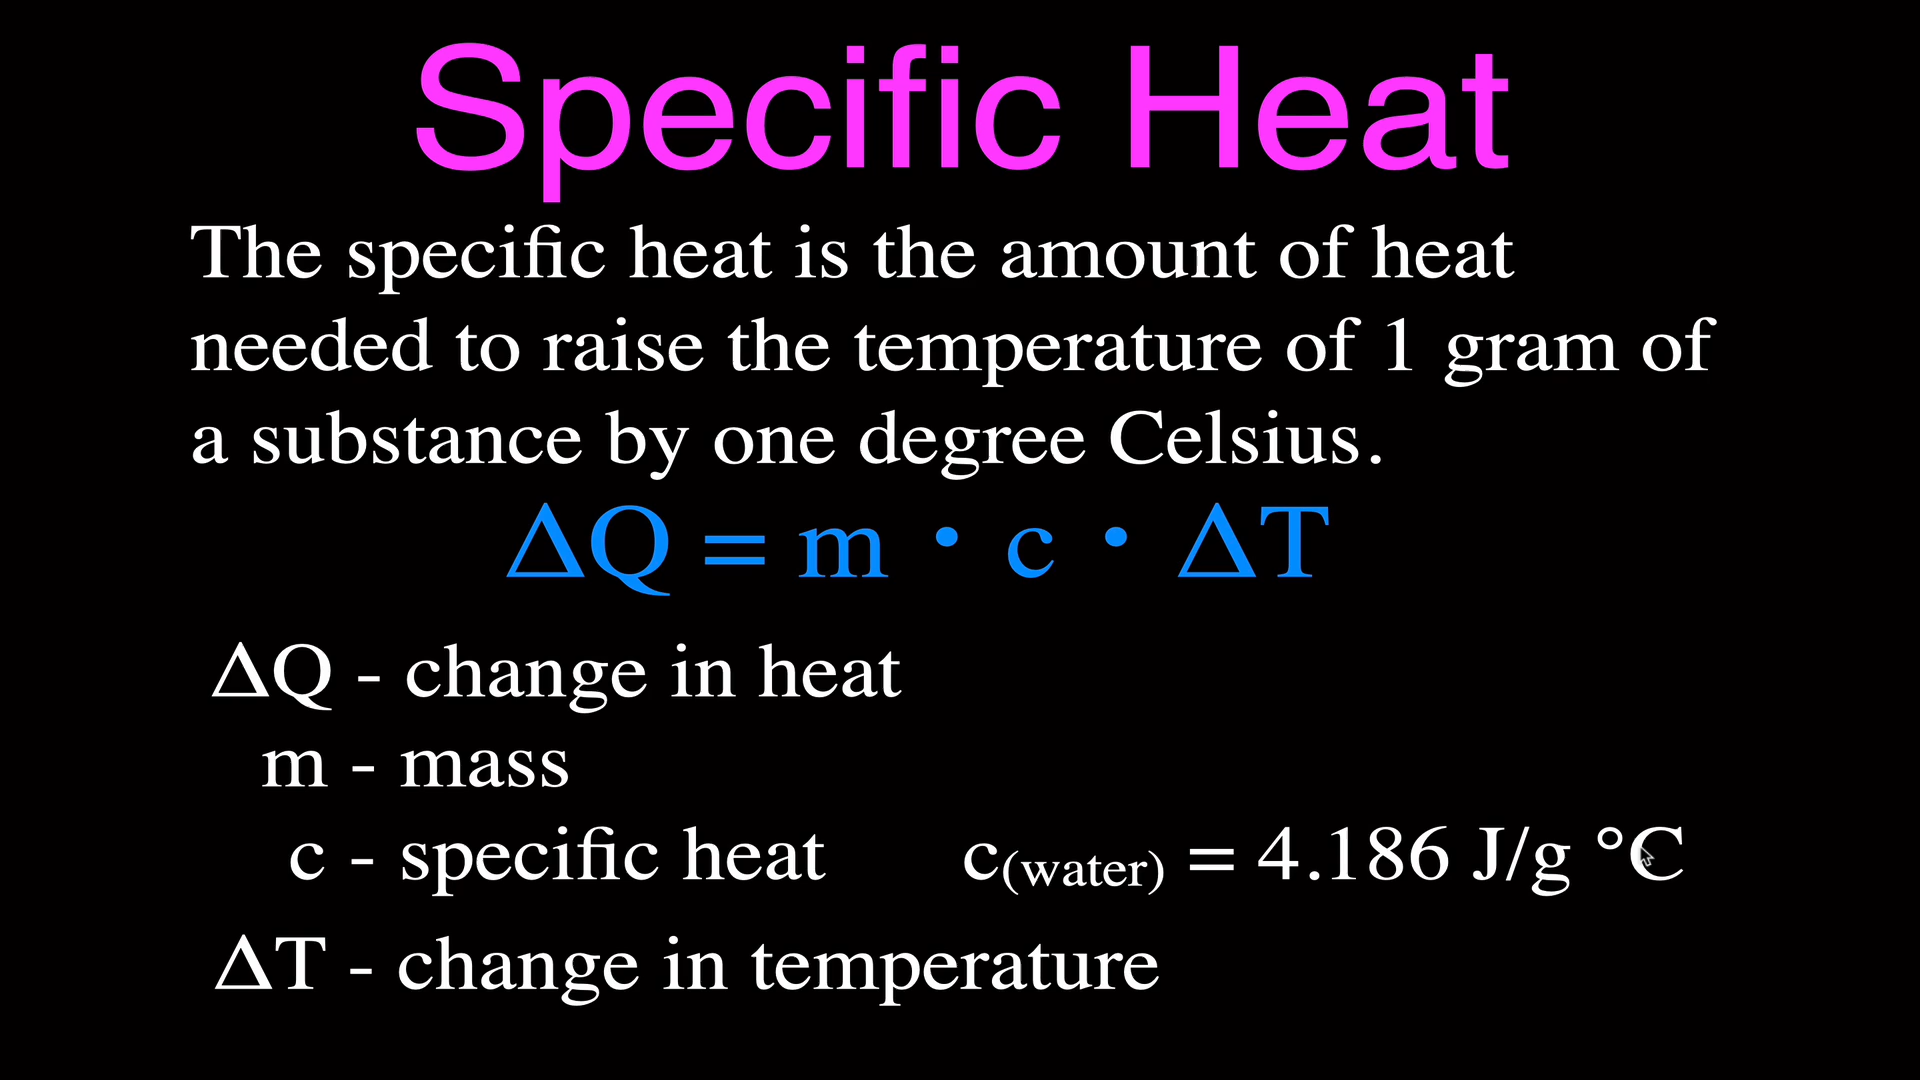 Specific Heat
The specific heat is the amount of heat
needed to raise the temperature of 1 gram of
a substance by one degree Celsius.
ΔQ = m · c · ΔT
ΔQ - change in heat
m - mass
c - specific heat c(water) = 4.186 J/g °C
ΔT - change in temperature